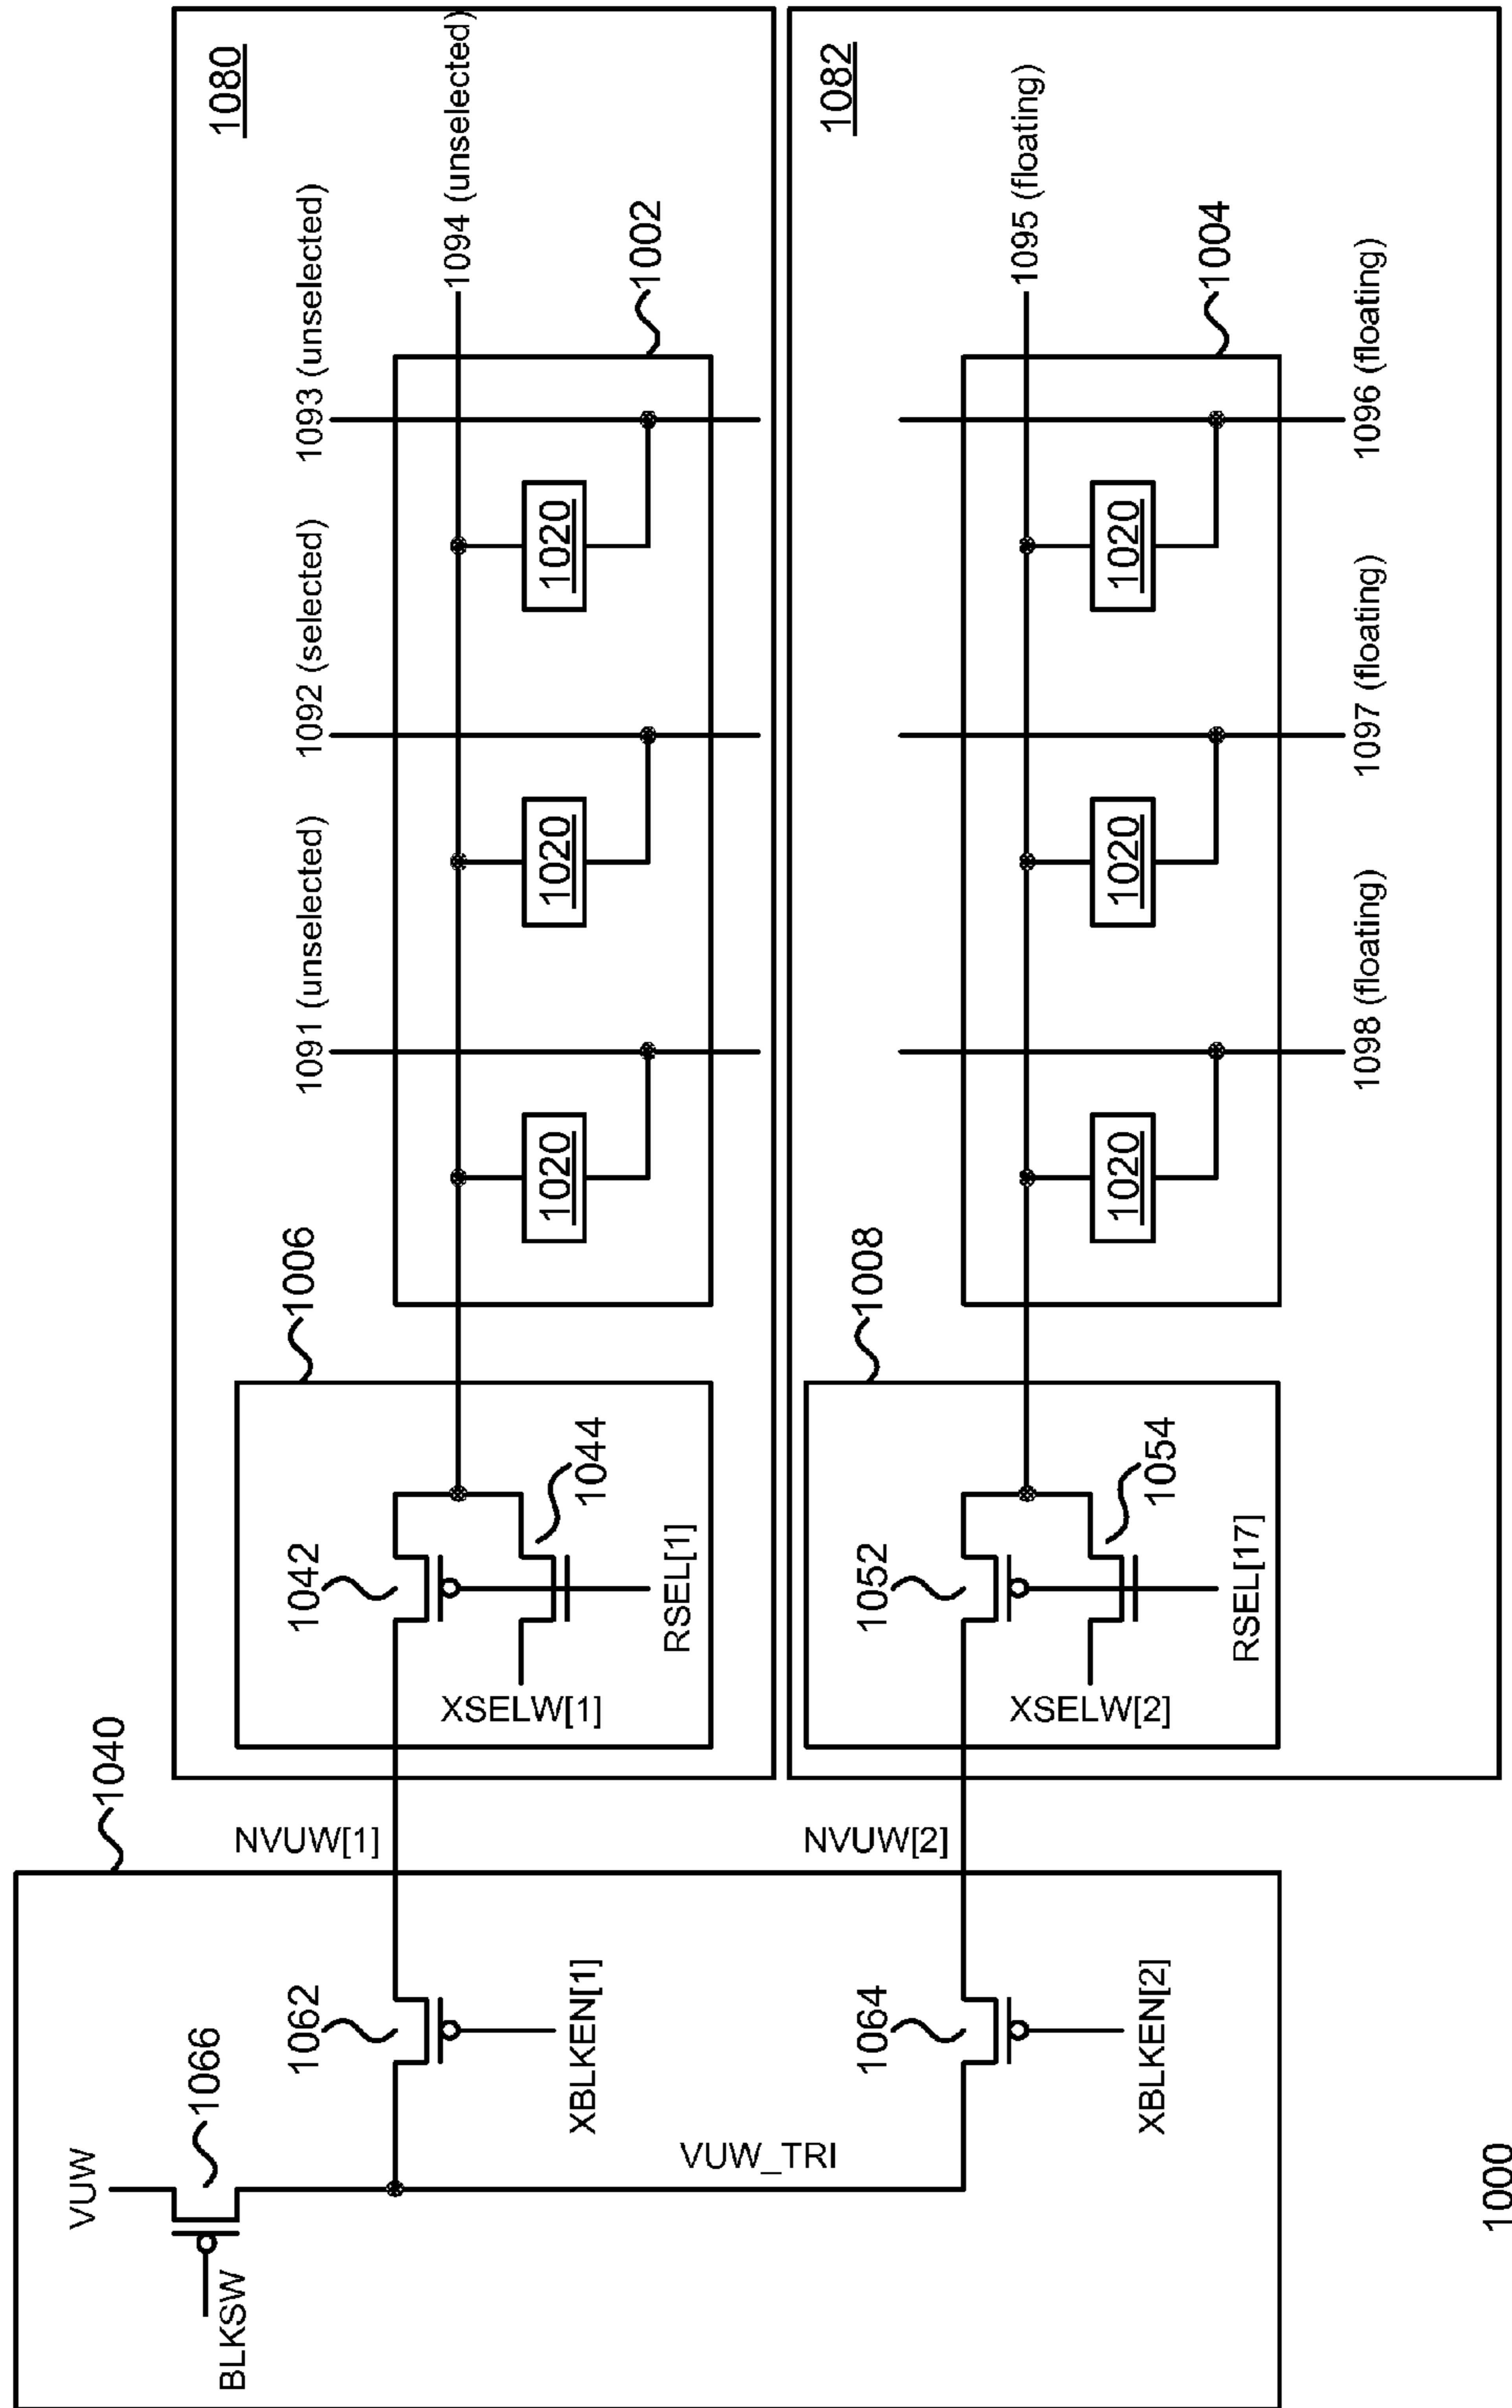 1040
VUW
1066
BLKSW
1062
XBLKEN[1]
VUW_TRI
1064
XBLKEN[2]
NVUW[1]
NVUW[2]
1080
1006
1042
1044
XSELW[1]
RSEL[1]
1091 (unselected)
1092 (selected)
1093 (unselected)
1094 (unselected)
1002
1020
1020
1020
1082
1008
1052
1054
XSELW[2]
RSEL[17]
1095 (floating)
1004
1020
1020
1020
1098 (floating)
1097 (floating)
1096 (floating)
1000